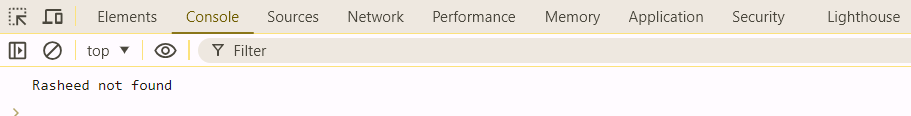 Elements Console Sources Network Performance Memory Application Security Lighthouse
top Filter
Rasheed not found